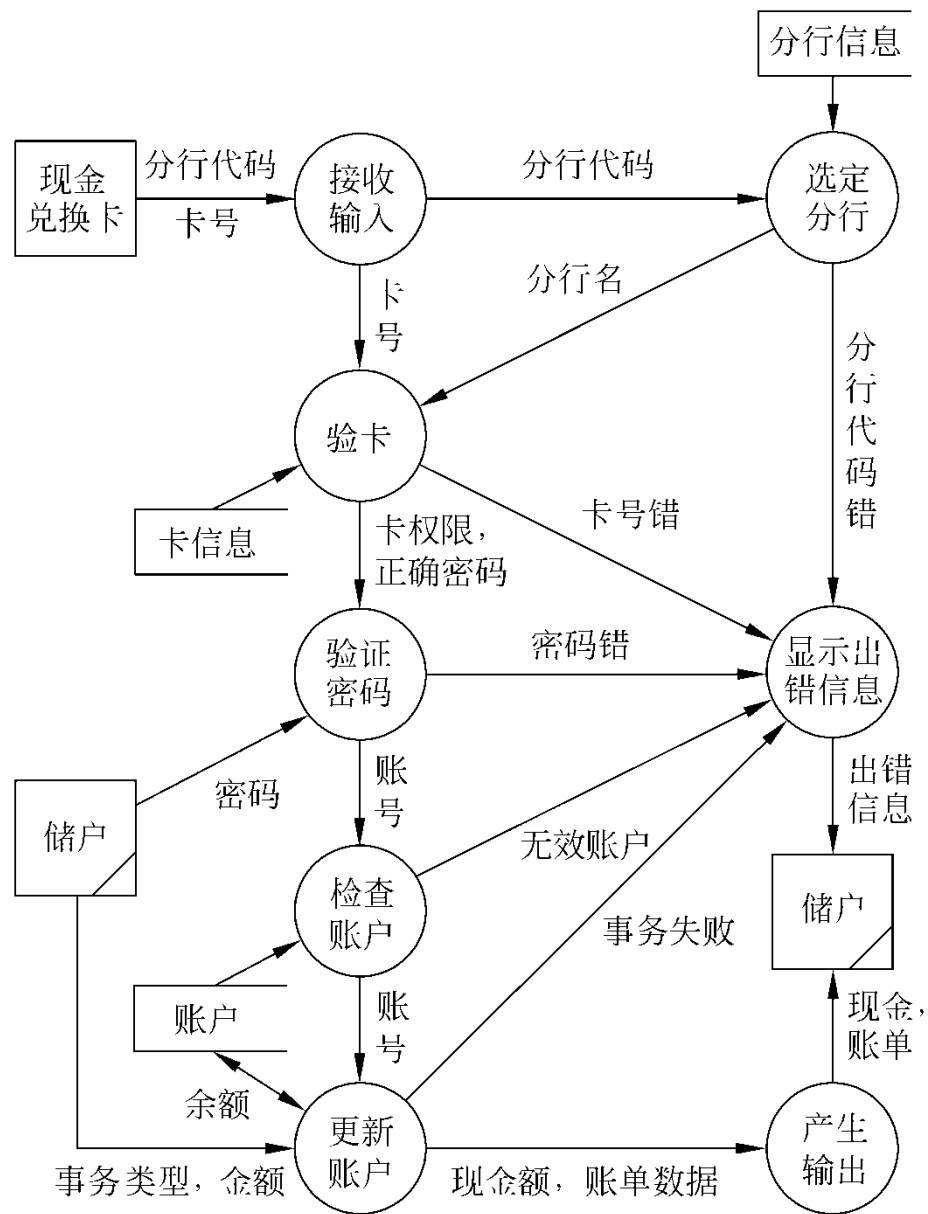 分行信息
现金
兑换卡
分行代码
卡号
接收
输入
分行代码
选定
分行
卡
号
分行名
分
行
代
码
错
验卡
卡信息
卡权限，
正确密码
卡号错
验证
密码
密码错
显示出
错信息
储户
密码
账
号
无效账户
出错
信息
检查
账户
事务失败
储户
账户
账
号
现金，
账单
余额
更新
账户
产生
输出
事务类型，金额
现金额，账单数据